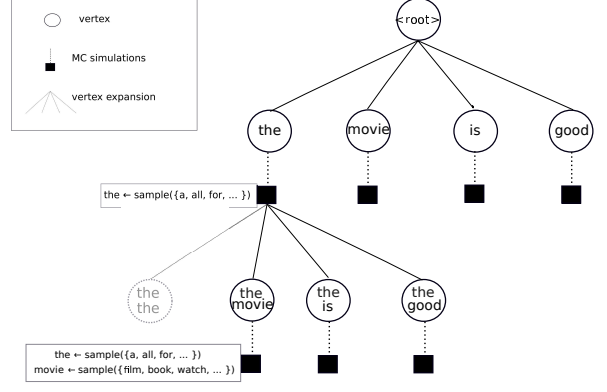 vertex
MC simulations
vertex expansion
<root>
the
movie
is
good
the ← sample({a, all, for, ... })
the
the
the
movie
the
is
the
good
the ← sample({a, all, for, ... })
movie ← sample({film, book, watch, ... })